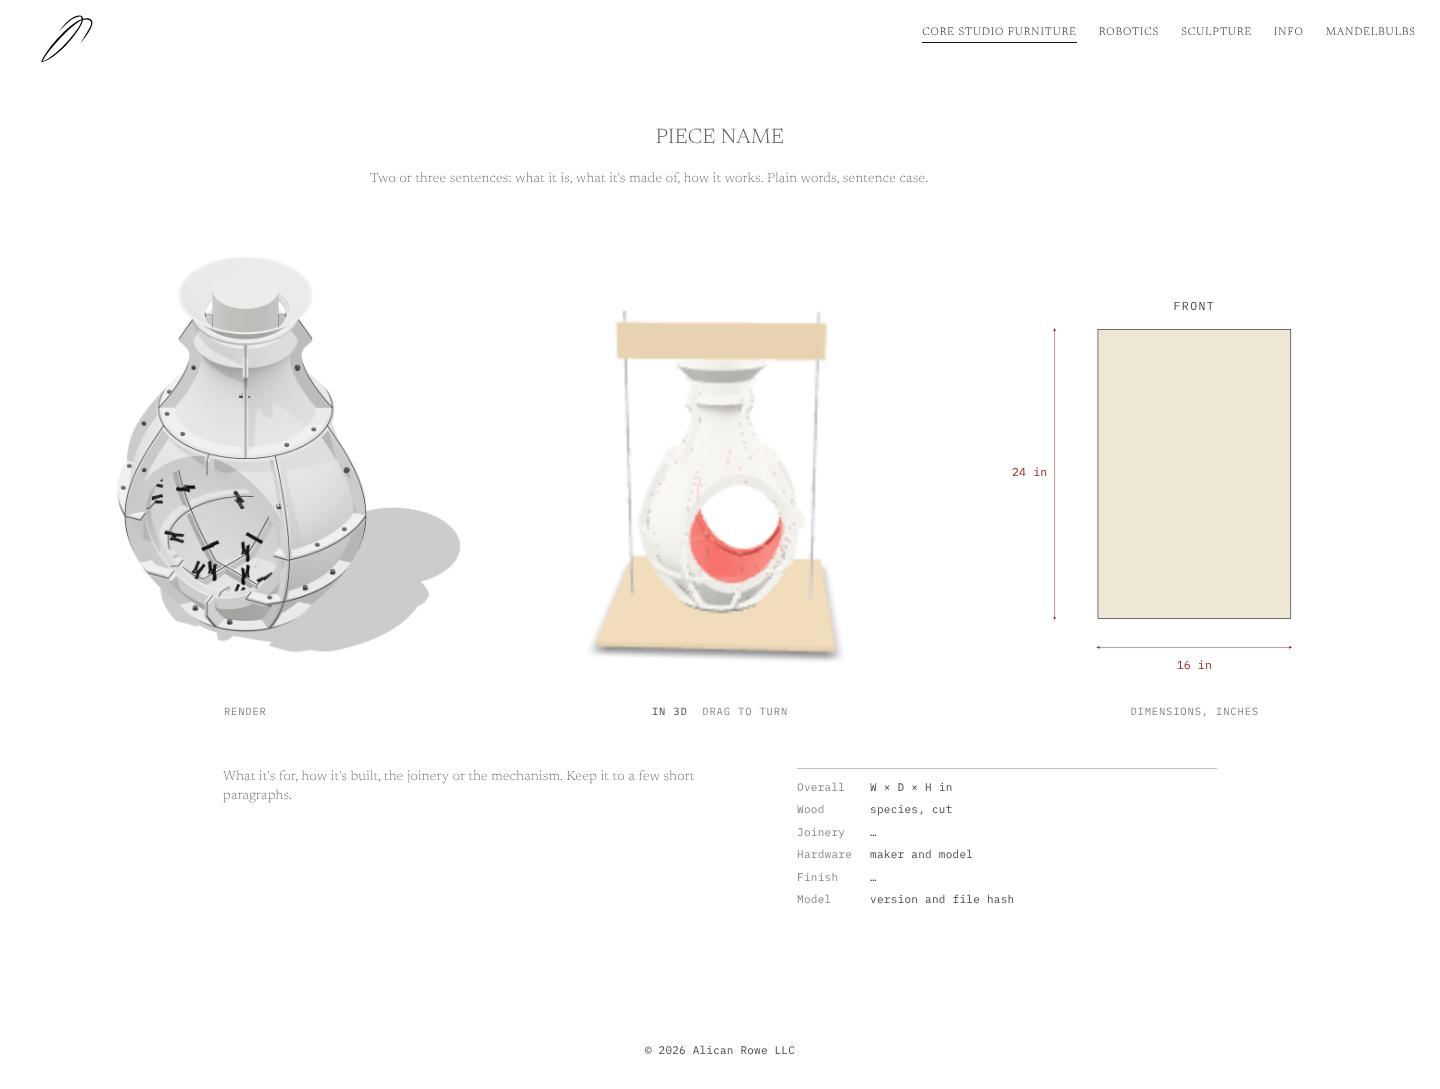 CORE STUDIO FURNITURE ROBOTICS SCULPTURE INFO MANDELBULBS
PIECE NAME
Two or three sentences: what it is, what it's made of, how it works. Plain words, sentence case.
FRONT
24 in
16 in
RENDER
IN 3D DRAG TO TURN
DIMENSIONS, INCHES
What it's for, how it's built, the joinery or the mechanism. Keep it to a few short
paragraphs.
Overall W × D × H in
Wood species, cut
Joinery …
Hardware maker and model
Finish …
Model version and file hash
© 2026 Alican Rowe LLC